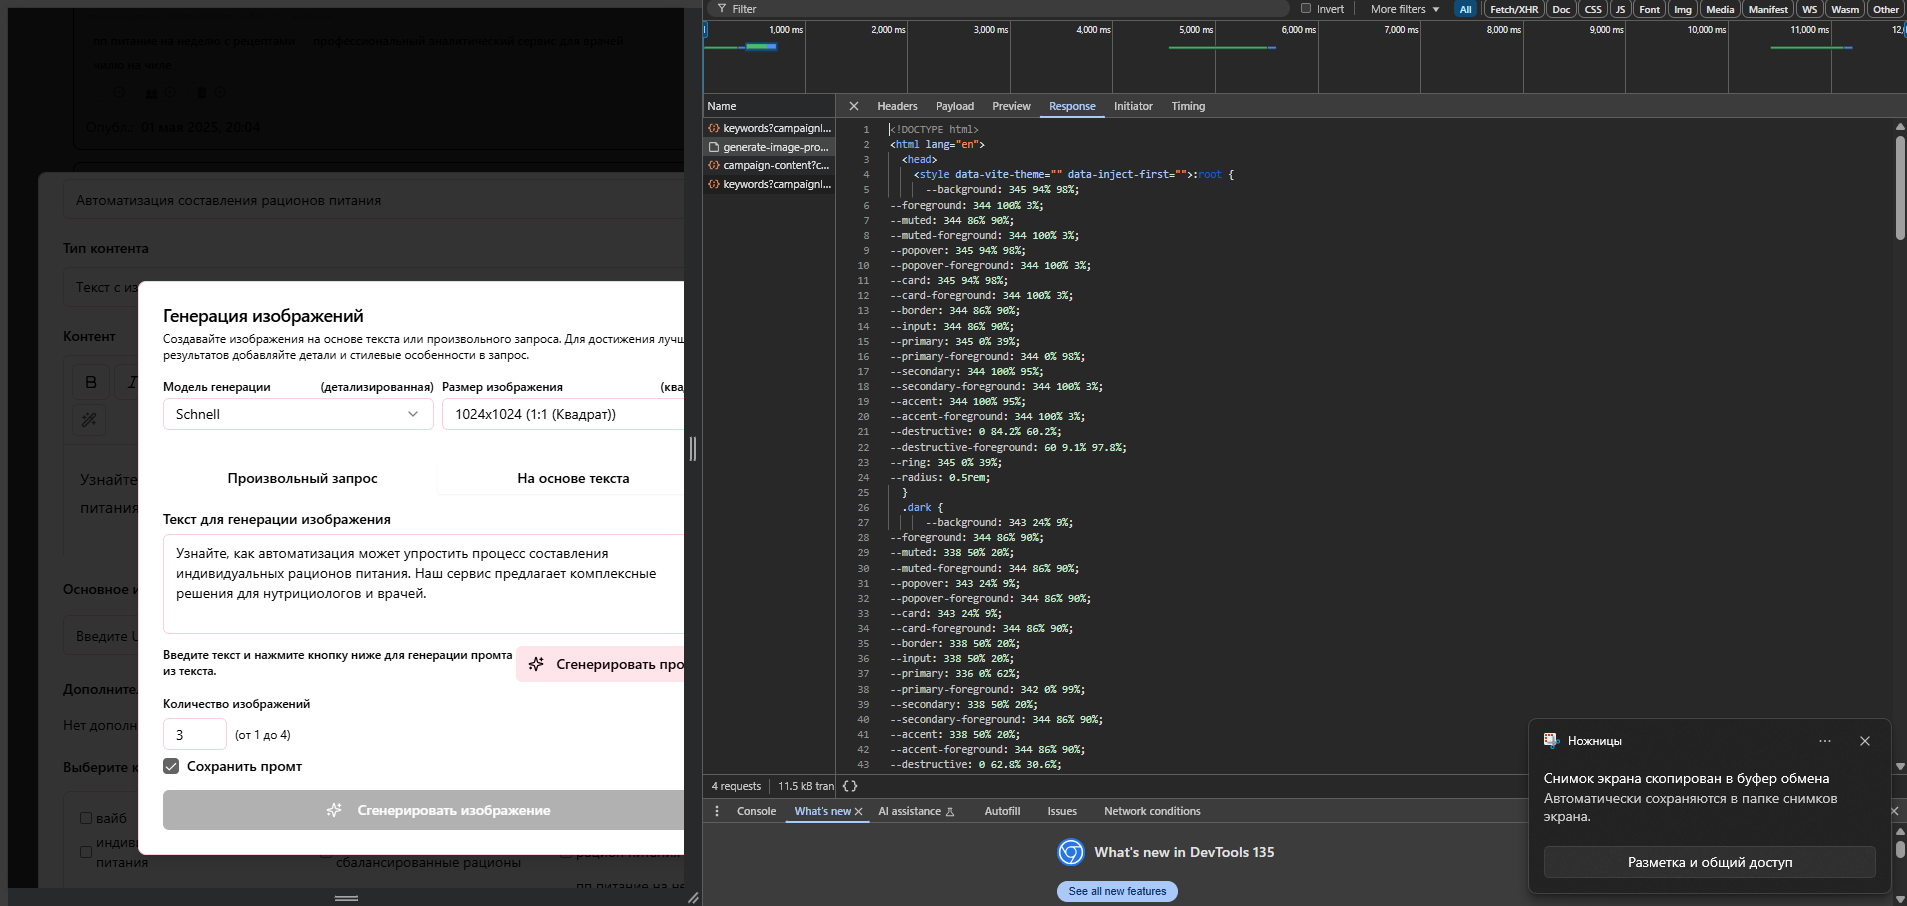 пп питание на неделю с рецептами
профессиональный аналитический сервис для врачей
Опубл.: 01 мая 2025, 20:04
Автоматизация составления рационов питания
Тип контента
Текст с из
Контент
B
I
Узнайте
питания
Основное и
Введите U
Дополните
Нет дополн
Выберите к
вайб
индиви
питания
сбалансированные рационы
рацион питания
пп питание на не
Генерация изображений
Создавайте изображения на основе текста или произвольного запроса. Для достижения лучш
результатов добавляйте детали и стилевые особенности в запрос.
Модель генерации (детализированная) Размер изображения (ква
Schnell
1024x1024 (1:1 (Квадрат))
Произвольный запрос
На основе текста
Текст для генерации изображения
Узнайте, как автоматизация может упростить процесс составления
индивидуальных рационов питания. Наш сервис предлагает комплексные
решения для нутрициологов и врачей.
Введите текст и нажмите кнопку ниже для генерации промта
из текста.
Сгенерировать про
Количество изображений
3 (от 1 до 4)
Сохранить промт
Сгенерировать изображение
Filter
Invert
More filters
All Fetch/XHR Doc CSS JS Font Img Media Manifest WS Wasm Other
1,000 ms 2,000 ms 3,000 ms 4,000 ms 5,000 ms 6,000 ms 7,000 ms 8,000 ms 9,000 ms 10,000 ms 11,000 ms 12,
Name
keywords?campaignI...
generate-image-pro...
campaign-content?c...
keywords?campaignI...
Headers Payload Preview Response Initiator Timing
1 <!DOCTYPE html>
2 <html lang="en">
3 <head>
4 <style data-vite-theme="" data-inject-first="">:root {
5 --background: 345 94% 98%;
6 --foreground: 344 100% 3%;
7 --muted: 344 86% 90%;
8 --muted-foreground: 344 100% 3%;
9 --popover: 345 94% 98%;
10 --popover-foreground: 344 100% 3%;
11 --card: 345 94% 98%;
12 --card-foreground: 344 100% 3%;
13 --border: 344 86% 90%;
14 --input: 344 86% 90%;
15 --primary: 345 0% 39%;
16 --primary-foreground: 344 0% 98%;
17 --secondary: 344 100% 95%;
18 --secondary-foreground: 344 100% 3%;
19 --accent: 344 100% 95%;
20 --accent-foreground: 344 100% 3%;
21 --destructive: 0 84.2% 60.2%;
22 --destructive-foreground: 60 9.1% 97.8%;
23 --ring: 345 0% 39%;
24 --radius: 0.5rem;
25 }
26 .dark {
27 --background: 343 24% 9%;
28 --foreground: 344 86% 90%;
29 --muted: 338 50% 20%;
30 --muted-foreground: 344 86% 90%;
31 --popover: 343 24% 9%;
32 --popover-foreground: 344 86% 90%;
33 --card: 343 24% 9%;
34 --card-foreground: 344 86% 90%;
35 --border: 338 50% 20%;
36 --input: 338 50% 20%;
37 --primary: 336 0% 62%;
38 --primary-foreground: 342 0% 99%;
39 --secondary: 338 50% 20%;
40 --secondary-foreground: 344 86% 90%;
41 --accent: 338 50% 20%;
42 --accent-foreground: 344 86% 90%;
43 --destructive: 0 62.8% 30.6%;
4 requests 11.5 kB tran {}
Console What's new AI assistance Autofill Issues Network conditions
What's new in DevTools 135
See all new features
Ножницы
Снимок экрана скопирован в буфер обмена
Автоматически сохраняются в папке снимков
экрана.
Разметка и общий доступ